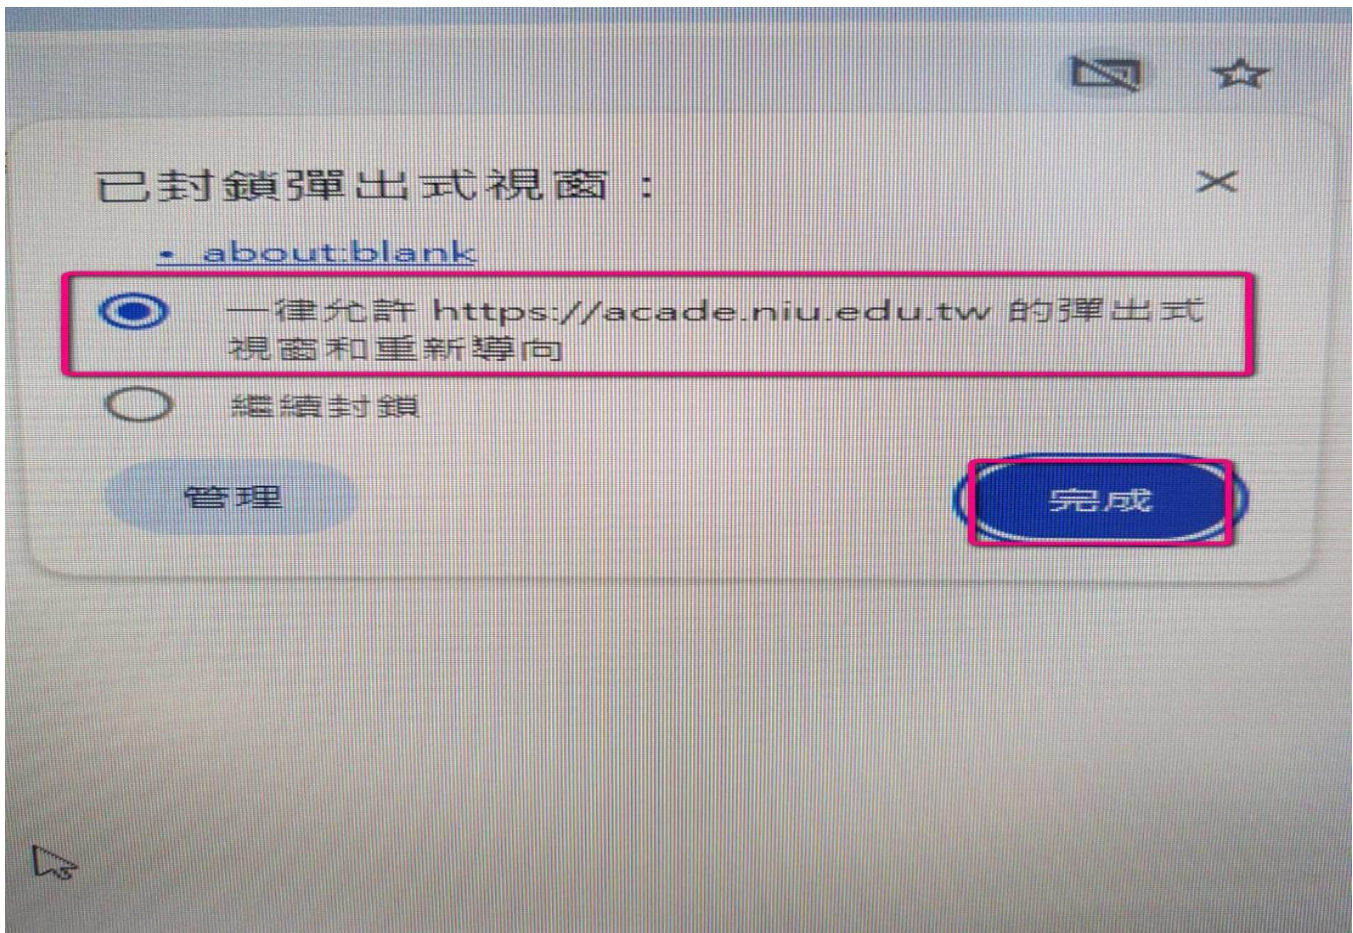 已封鎖彈出式視窗：
• about:blank
一律允許 https://acade.niu.edu.tw 的彈出式
視窗和重新導向
繼續封鎖
管理
完成